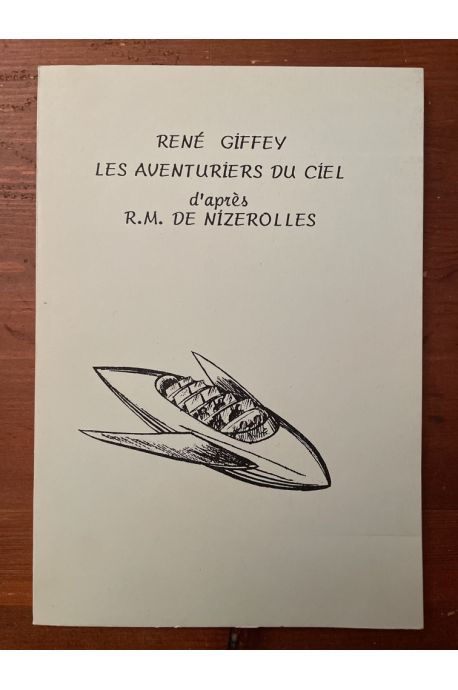 RENÉ GIFFEY
LES AVENTURIERS DU CIEL
d'après
R.M. DE NIZEROLLES